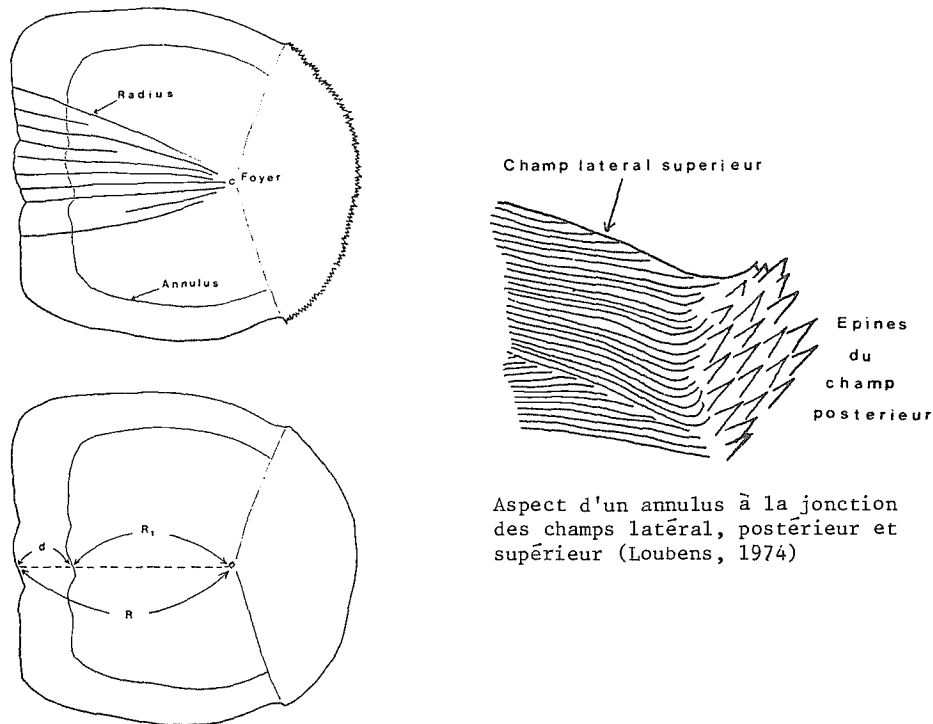 Radius
Foyer
Annulus
d
R1
R
Champ lateral superieur
Epines
du
champ
posterieur
Aspect d'un annulus à la jonction
des champs latéral, postérieur et
supérieur (Loubens, 1974)